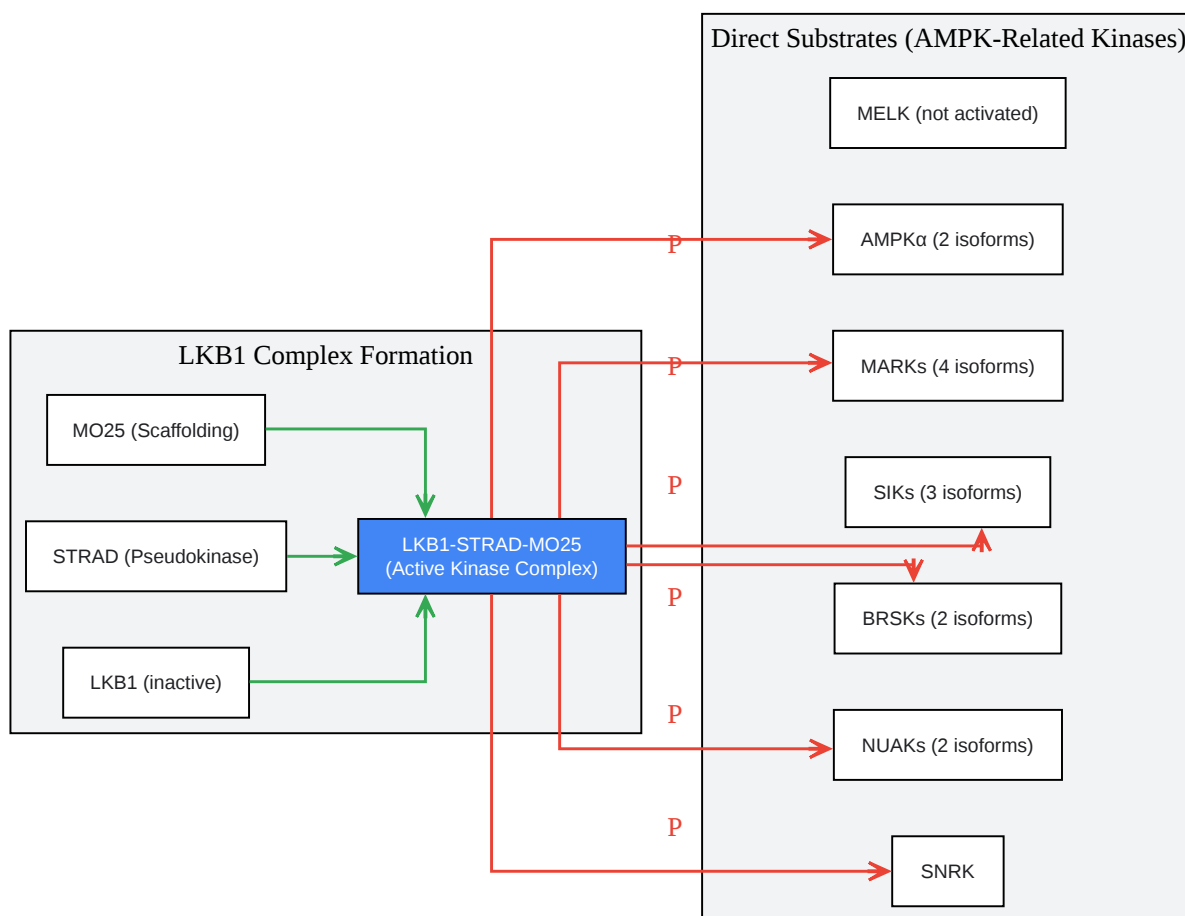 Direct Substrates (AMPK-Related Kinases)
MELK (not activated)
P
AMPKα (2 isoforms)
LKB1 Complex Formation
P
MARKs (4 isoforms)
MO25 (Scaffolding)
P
SIKs (3 isoforms)
STRAD (Pseudokinase)
LKB1-STRAD-MO25
(Active Kinase Complex)
P
BRSKs (2 isoforms)
LKB1 (inactive)
P
NUAKs (2 isoforms)
P
SNRK